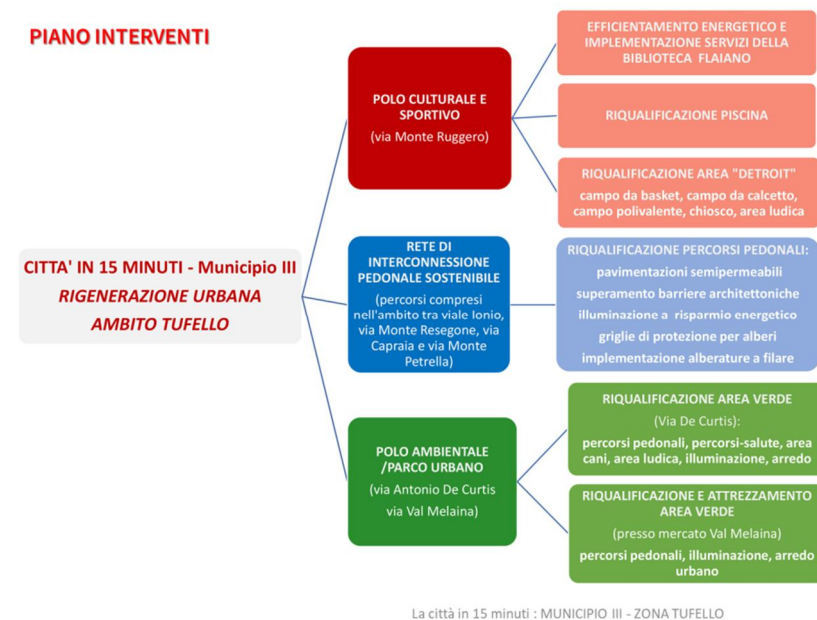 PIANO INTERVENTI
CITTA' IN 15 MINUTI - Municipio III
RIGENERAZIONE URBANA
AMBITO TUFELLO
POLO CULTURALE E
SPORTIVO
(via Monte Ruggero)
EFFICIENTAMENTO ENERGETICO E
IMPLEMENTAZIONE SERVIZI DELLA
BIBLIOTECA FLAIANO
RIQUALIFICAZIONE PISCINA
RIQUALIFICAZIONE AREA "DETROIT"
campo da basket, campo da calcetto,
campo polivalente, chiosco, area ludica
RETE DI
INTERCONNESSIONE
PEDONALE SOSTENIBILE
(percorsi compresi
nell'ambito tra viale Ionio,
via Monte Resegone, via
Capraia e via Monte
Petrella)
RIQUALIFICAZIONE PERCORSI PEDONALI:
pavimentazioni semipermeabili
superamento barriere architettoniche
illuminazione a risparmio energetico
griglie di protezione per alberi
implementazione alberature a filare
POLO AMBIENTALE
/PARCO URBANO
(via Antonio De Curtis
via Val Melaina)
RIQUALIFICAZIONE AREA VERDE
(Via De Curtis):
percorsi pedonali, percorsi-salute, area
cani, area ludica, illuminazione, arredo
RIQUALIFICAZIONE E ATTREZZAMENTO
AREA VERDE
(presso mercato Val Melaina)
percorsi pedonali, illuminazione, arredo
urbano
La città in 15 minuti : MUNICIPIO III - ZONA TUFELLO